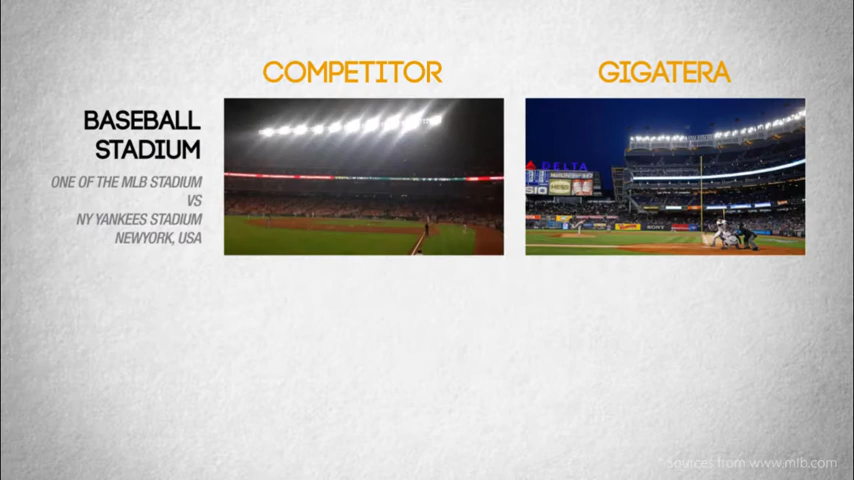 COMPETITOR
GIGATERA
BASEBALL
STADIUM
ONE OF THE MLB STADIUM
VS
NY YANKEES STADIUM
NEWYORK, USA
DELTA
SONY
* Sources from www.mlb.com